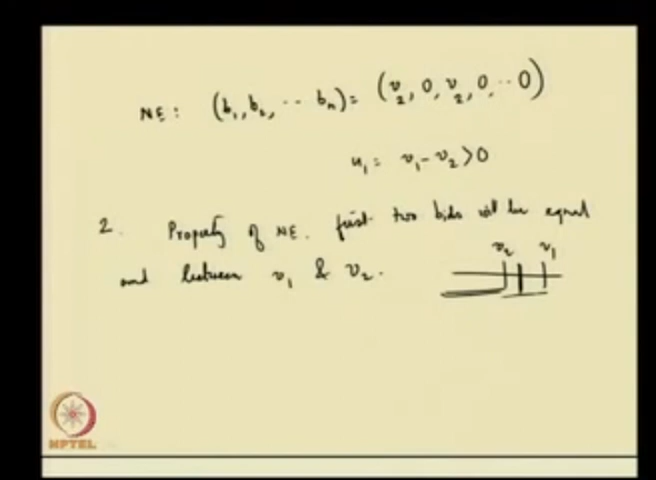 NE: (b₁, b₂, -- bₙ) = (v₂, 0, v₂, 0, -- 0)
u₁ = v₁ - v₂ > 0
2. Property of NE. first two bids will be equal
v₂ v₁
and between v₁ & v₂.
NPTEL